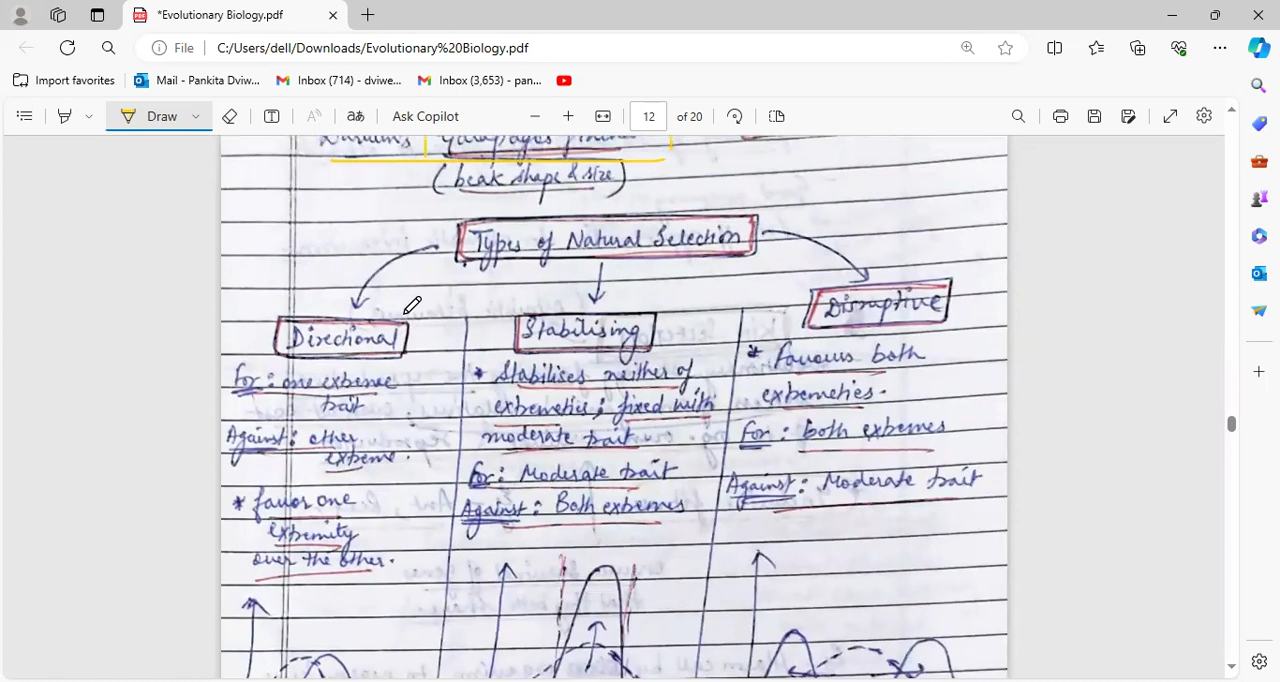 *Evolutionary Biology.pdf
File C:/Users/dell/Downloads/Evolutionary%20Biology.pdf
Import favorites Mail - Pankita Dviw... Inbox (714) - dviwe... Inbox (3,653) - pan...
Draw Ask Copilot 12 of 20
(beak shape & size)
Types of Natural Selection
Directional
For: one extreme
trait
Against: other
extreme.
* favor one
extremity
over the other.
Stabilising
* Stabilises neither of
extremeties; fixed with
moderate trait
For: Moderate trait
Against: Both extremes
Disruptive
* Favours both
extremeties.
For: both extremes
Against: Moderate trait